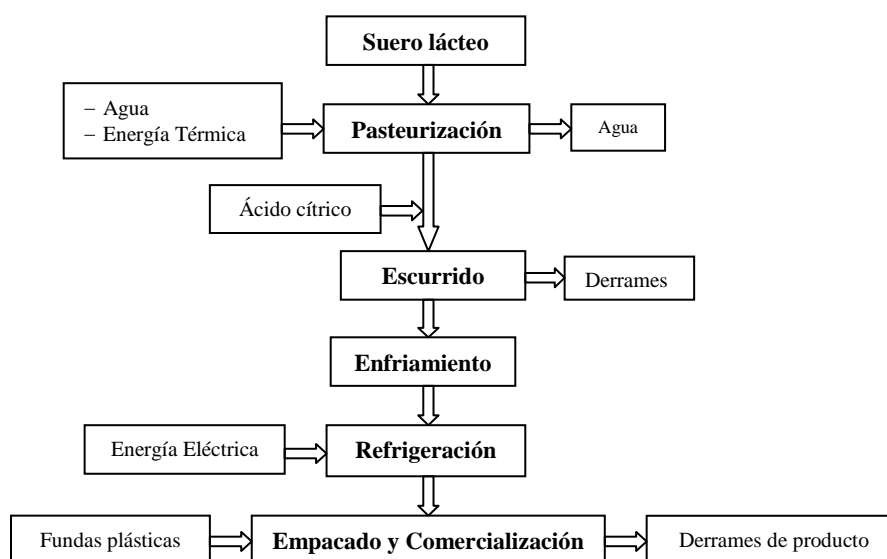 Suero lácteo
– Agua
– Energía Térmica
Pasteurización
Agua
Ácido cítrico
Escurrido
Derrames
Enfriamiento
Energía Eléctrica
Refrigeración
Fundas plásticas
Empacado y Comercialización
Derrames de producto